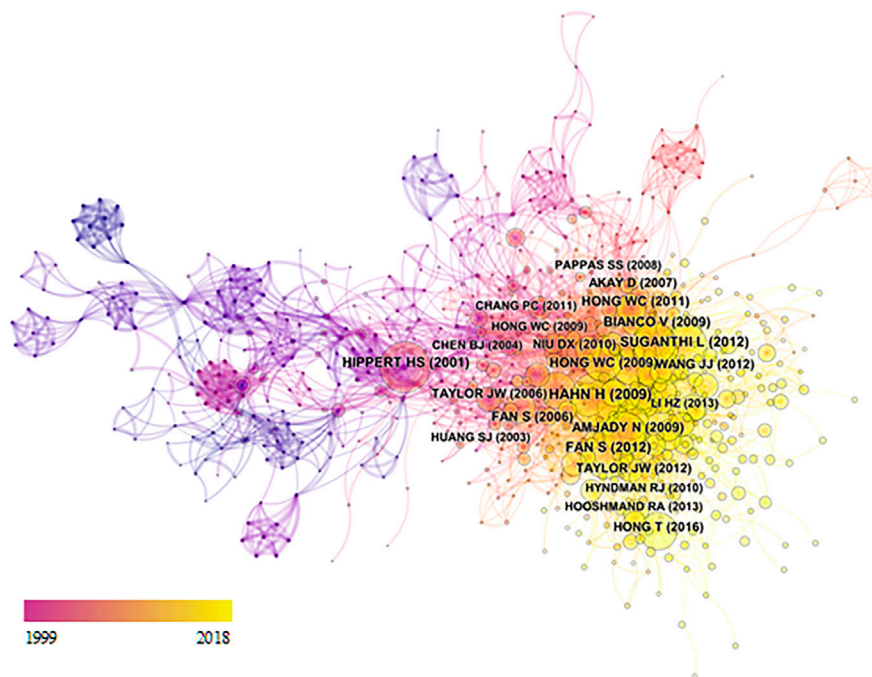 PAPPAS SS (2008)
AKAY D (2007)
CHANG PC (2011)
HONG WC (2011)
HONG WC (2009)
BIANCO V (2009)
CHEN BJ (2004)
NIU DX (2010)
SUGANTHI L (2012)
HIPPERT HS (2001)
HONG WC (2009)
WANG JJ (2012)
TAYLOR JW (2006)
HAHN H (2009)
LI HZ (2013)
FAN S (2006)
AMJADY N (2009)
HUANG SJ (2003)
FAN S (2012)
TAYLOR JW (2012)
HYNDMAN RJ (2010)
HOOSHMAND RA (2013)
HONG T (2016)
1999
2018